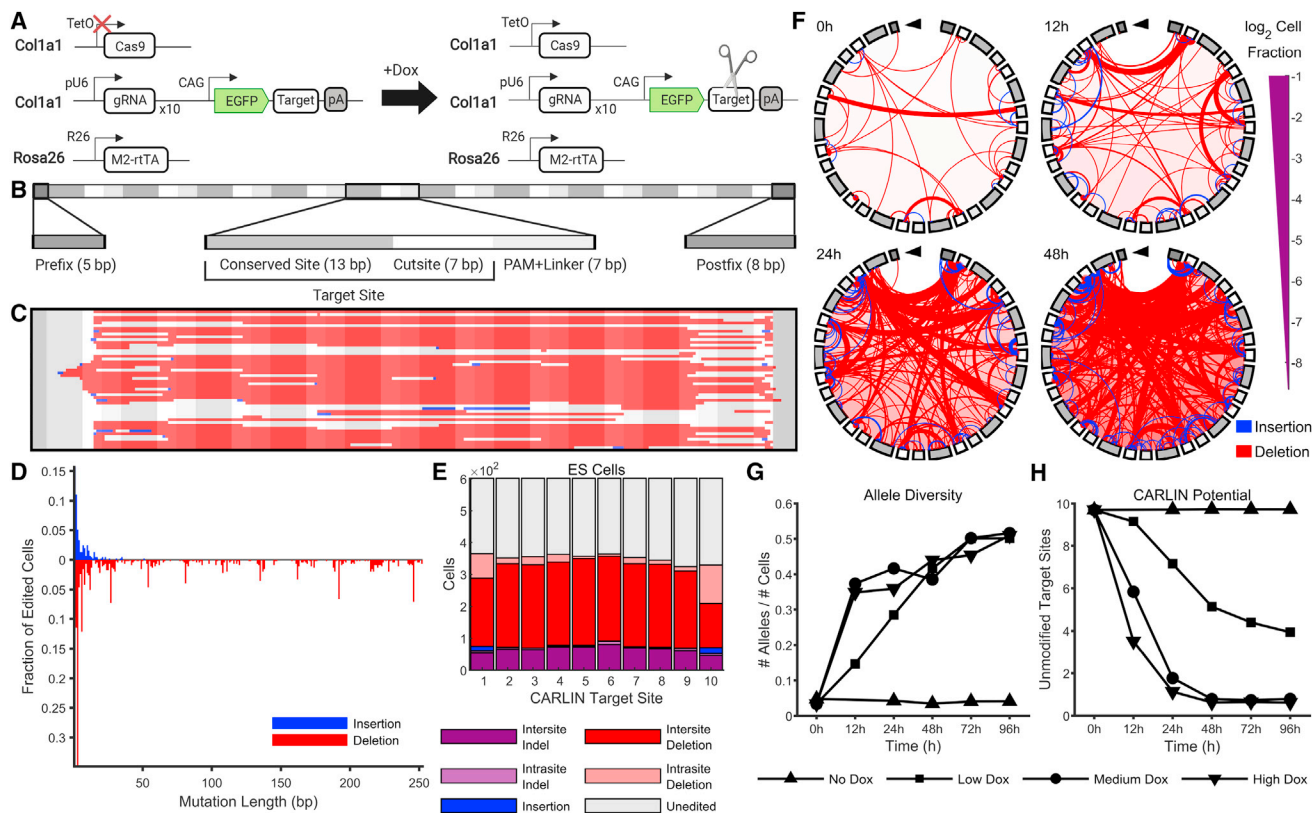 A
TetO
Col1a1
Cas9
pU6
CAG
Col1a1
gRNA
x10
EGFP
Target
pA
R26
Rosa26
M2-rtTA
+Dox
TetO
Col1a1
Cas9
pU6
CAG
Col1a1
gRNA
x10
EGFP
Target
pA
R26
Rosa26
M2-rtTA
B
Prefix (5 bp)
Conserved Site (13 bp)
Cutsite (7 bp)
PAM+Linker (7 bp)
Postfix (8 bp)
Target Site
C
D
Fraction of Edited Cells
0.15
0.1
0.05
0
0.05
0.1
0.15
0.2
0.25
0.3
50
100
150
200
250
Mutation Length (bp)
Insertion
Deletion
E
×10²
ES Cells
Cells
6
4
2
0
1 2 3 4 5 6 7 8 9 10
CARLIN Target Site
Intersite Indel
Intersite Deletion
Intrasite Indel
Intrasite Deletion
Insertion
Unedited
F
0h
12h
24h
48h
log₂ Cell
Fraction
-1
-2
-3
-4
-5
-6
-7
-8
Insertion
Deletion
G
Allele Diversity
# Alleles / # Cells
0.6
0.5
0.4
0.3
0.2
0.1
0
0h 12h 24h 48h 72h 96h
Time (h)
H
CARLIN Potential
Unmodified Target Sites
10
8
6
4
2
0
0h 12h 24h 48h 72h 96h
Time (h)
No Dox
Low Dox
Medium Dox
High Dox